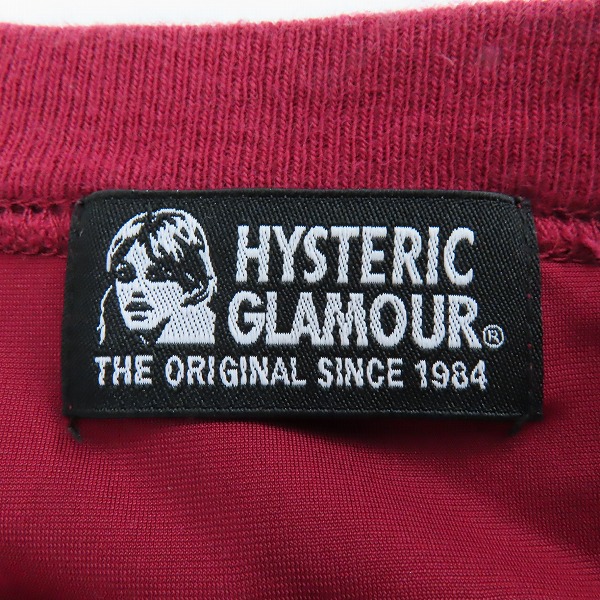 HYSTERIC
GLAMOUR®
THE ORIGINAL SINCE 1984